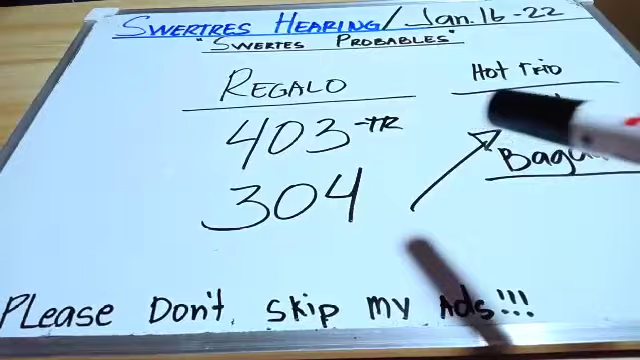 SWERTRES HEARING/Jan.16-22
"SWERTES PROBABLES"
REGALO
HOT TRIO
403-TR
304
PLease Don't skip my Ads!!!